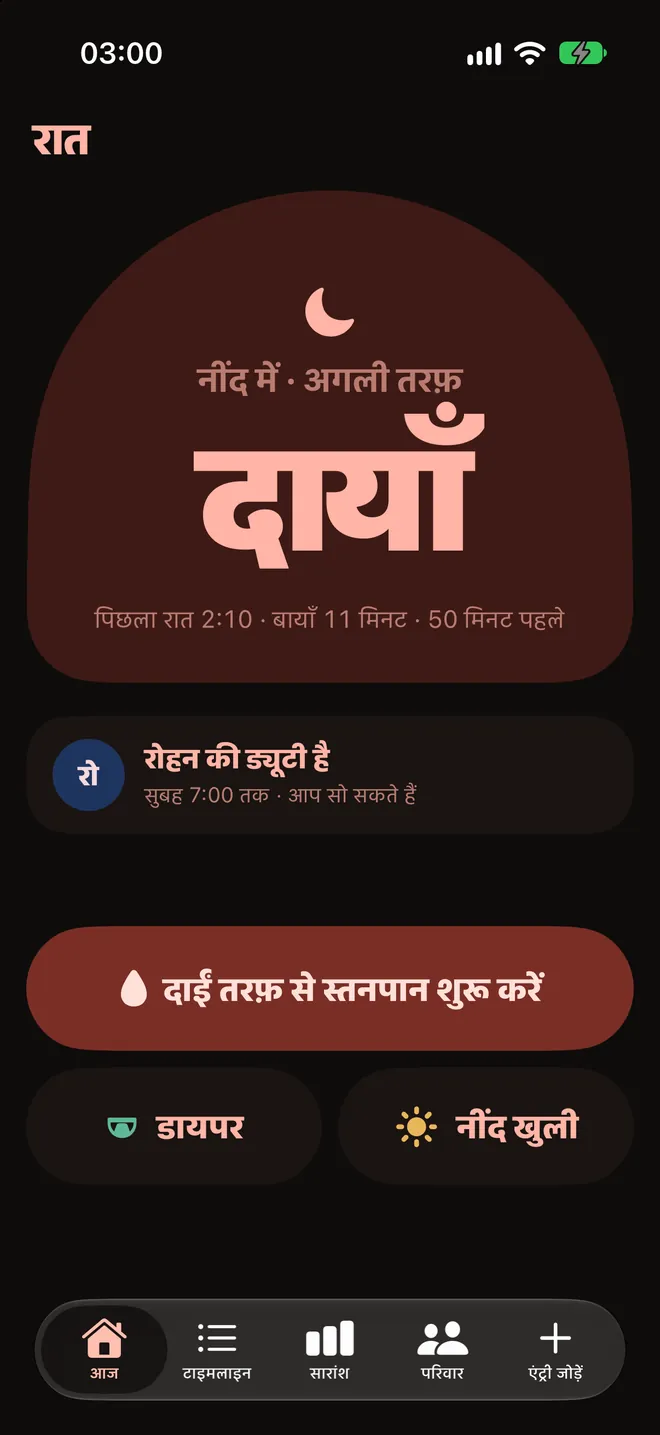 03:00
रात
नींद में · अगली तरफ़
दायाँ
पिछला रात 2:10 · बायाँ 11 मिनट · 50 मिनट पहले
रो
रोहन की ड्यूटी है
सुबह 7:00 तक · आप सो सकते हैं
दाईं तरफ़ से स्तनपान शुरू करें
डायपर
नींद खुली
आज
टाइमलाइन
सारांश
परिवार
एंट्री जोड़ें